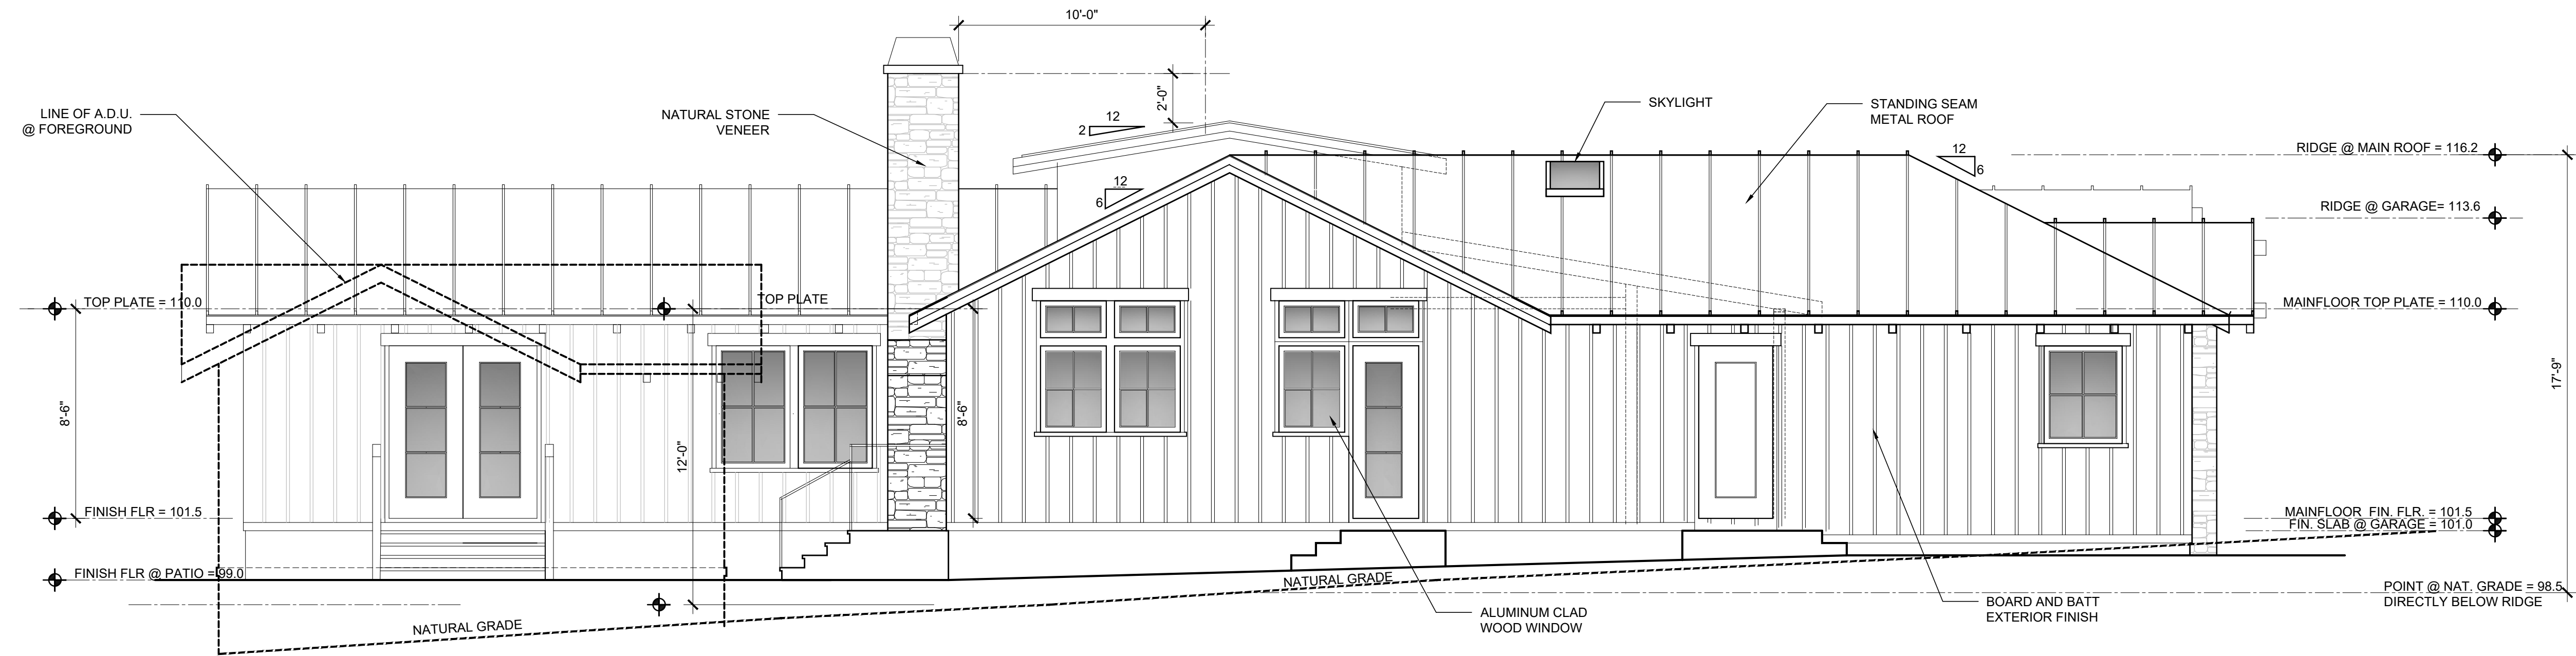 10'-0"
LINE OF A.D.U.
@ FOREGROUND
NATURAL STONE
VENEER
12
2
2'-0"
SKYLIGHT
STANDING SEAM
METAL ROOF
12
6
RIDGE @ MAIN ROOF = 116.2
12
6
RIDGE @ GARAGE= 113.6
TOP PLATE = 110.0
TOP PLATE
MAINFLOOR TOP PLATE = 110.0
8'-6"
12'-0"
8'-6"
17'-9"
FINISH FLR = 101.5
MAINFLOOR FIN. FLR. = 101.5
FIN. SLAB @ GARAGE = 101.0
FINISH FLR @ PATIO = 99.0
NATURAL GRADE
NATURAL GRADE
ALUMINUM CLAD
WOOD WINDOW
BOARD AND BATT
EXTERIOR FINISH
POINT @ NAT. GRADE = 98.5
DIRECTLY BELOW RIDGE